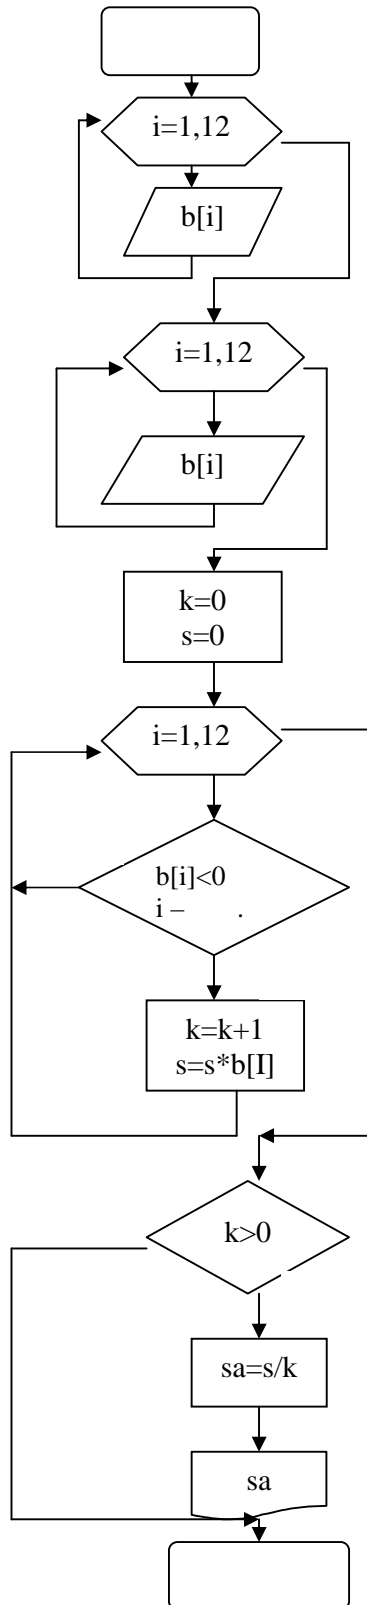 i=1,12
b[i]
i=1,12
b[i]
k=0
s=0
i=1,12
b[i]<0
i – .
k=k+1
s=s*b[I]
k>0
sa=s/k
sa